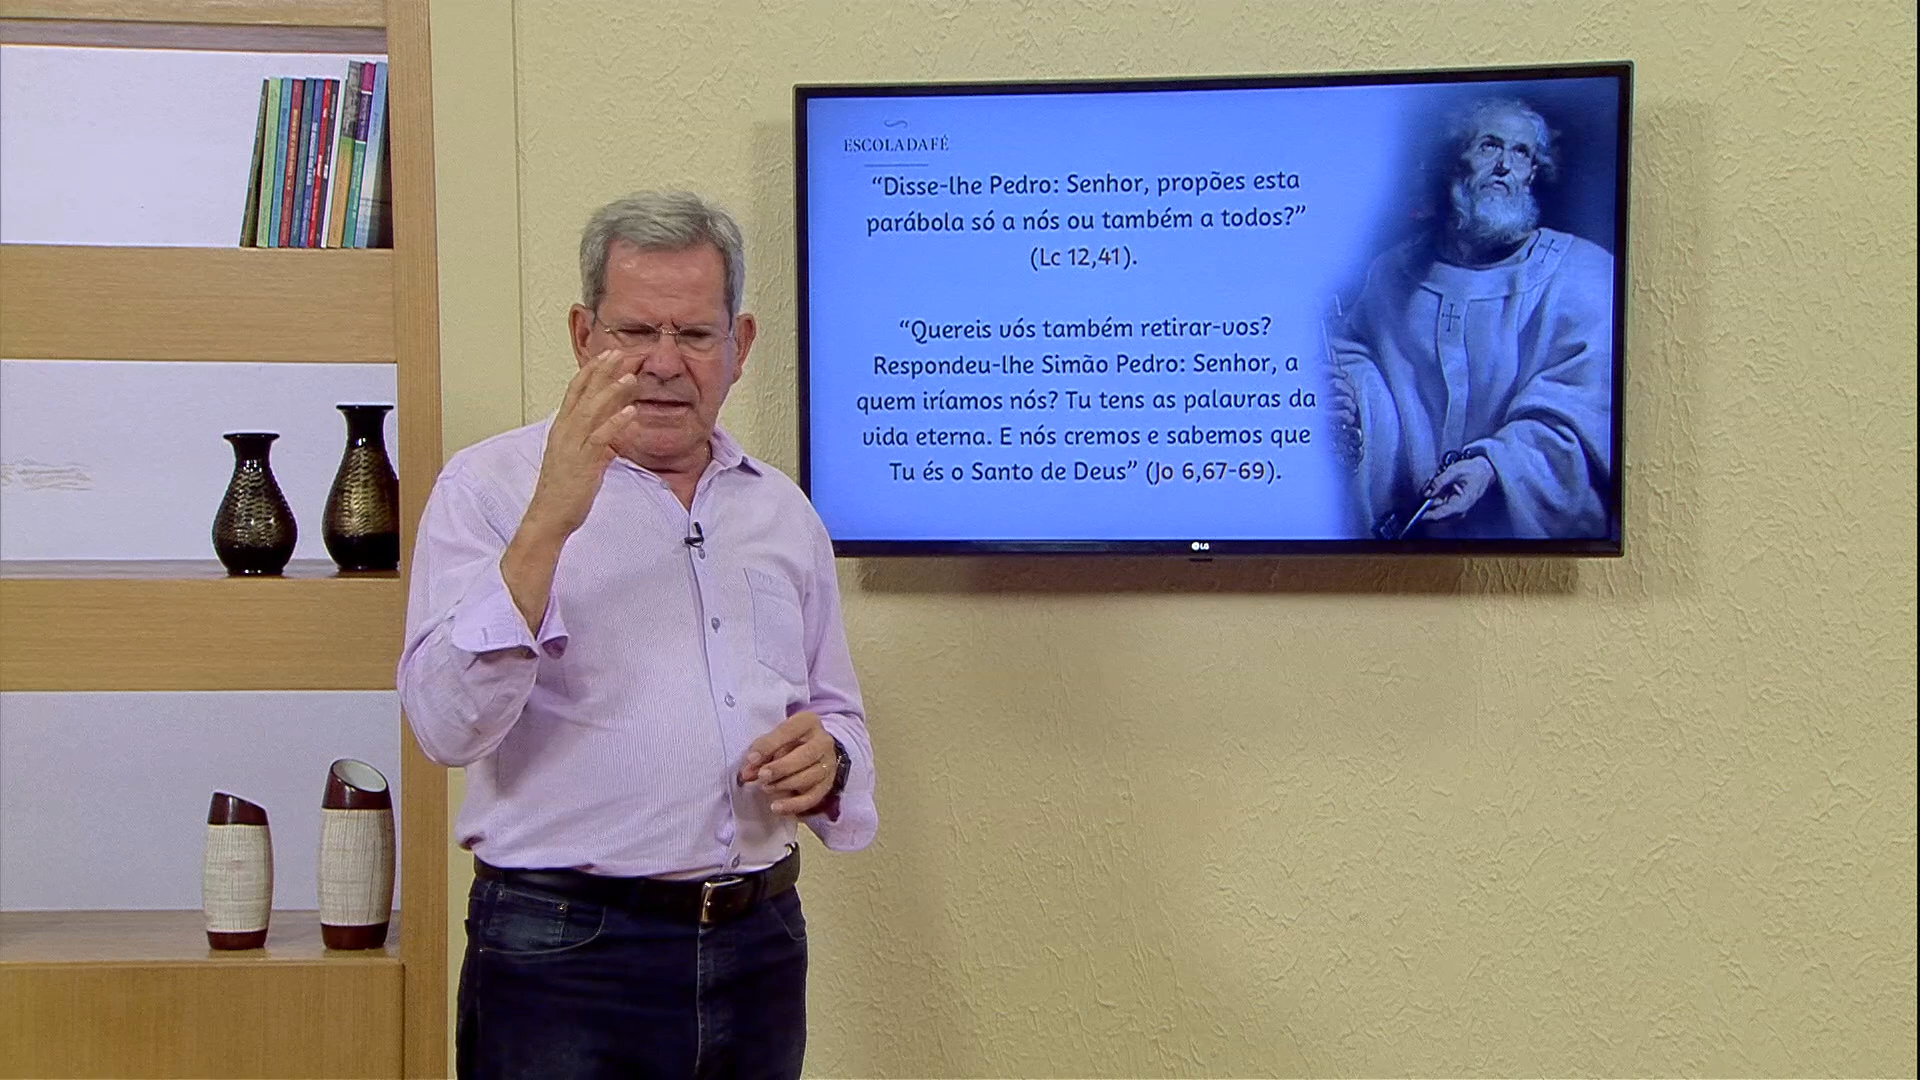 ESCOLADAFÉ
“Disse-lhe Pedro: Senhor, propões esta
parábola só a nós ou também a todos?”
(Lc 12,41).
“Quereis vós também retirar-vos?
Respondeu-lhe Simão Pedro: Senhor, a
quem iríamos nós? Tu tens as palavras da
vida eterna. E nós cremos e sabemos que
Tu és o Santo de Deus” (Jo 6,67-69).
LG